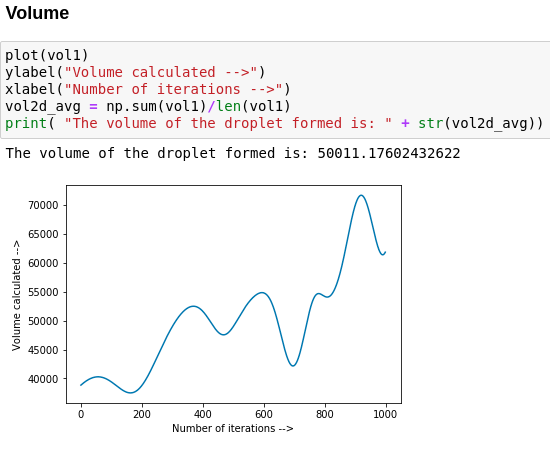 Volume
plot(vol1)
ylabel("Volume calculated -->")
xlabel("Number of iterations -->")
vol2d_avg = np.sum(vol1)/len(vol1)
print( "The volume of the droplet formed is: " + str(vol2d_avg))
The volume of the droplet formed is: 50011.17602432622
70000
65000
60000
55000
50000
45000
40000
Volume calculated -->
0 200 400 600 800 1000
Number of iterations -->